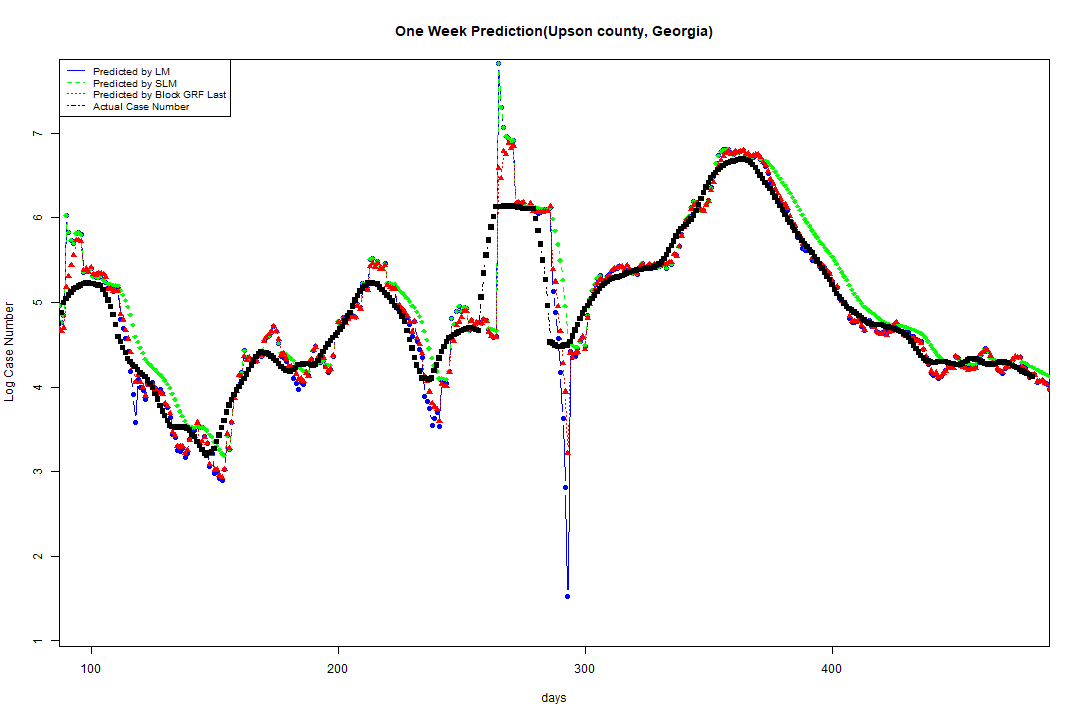 One Week Prediction(Upson county, Georgia)
Predicted by LM
Predicted by SLM
Predicted by Block GRF Last
Actual Case Number
7
6
5
4
3
2
1
Log Case Number
100 200 300 400
days